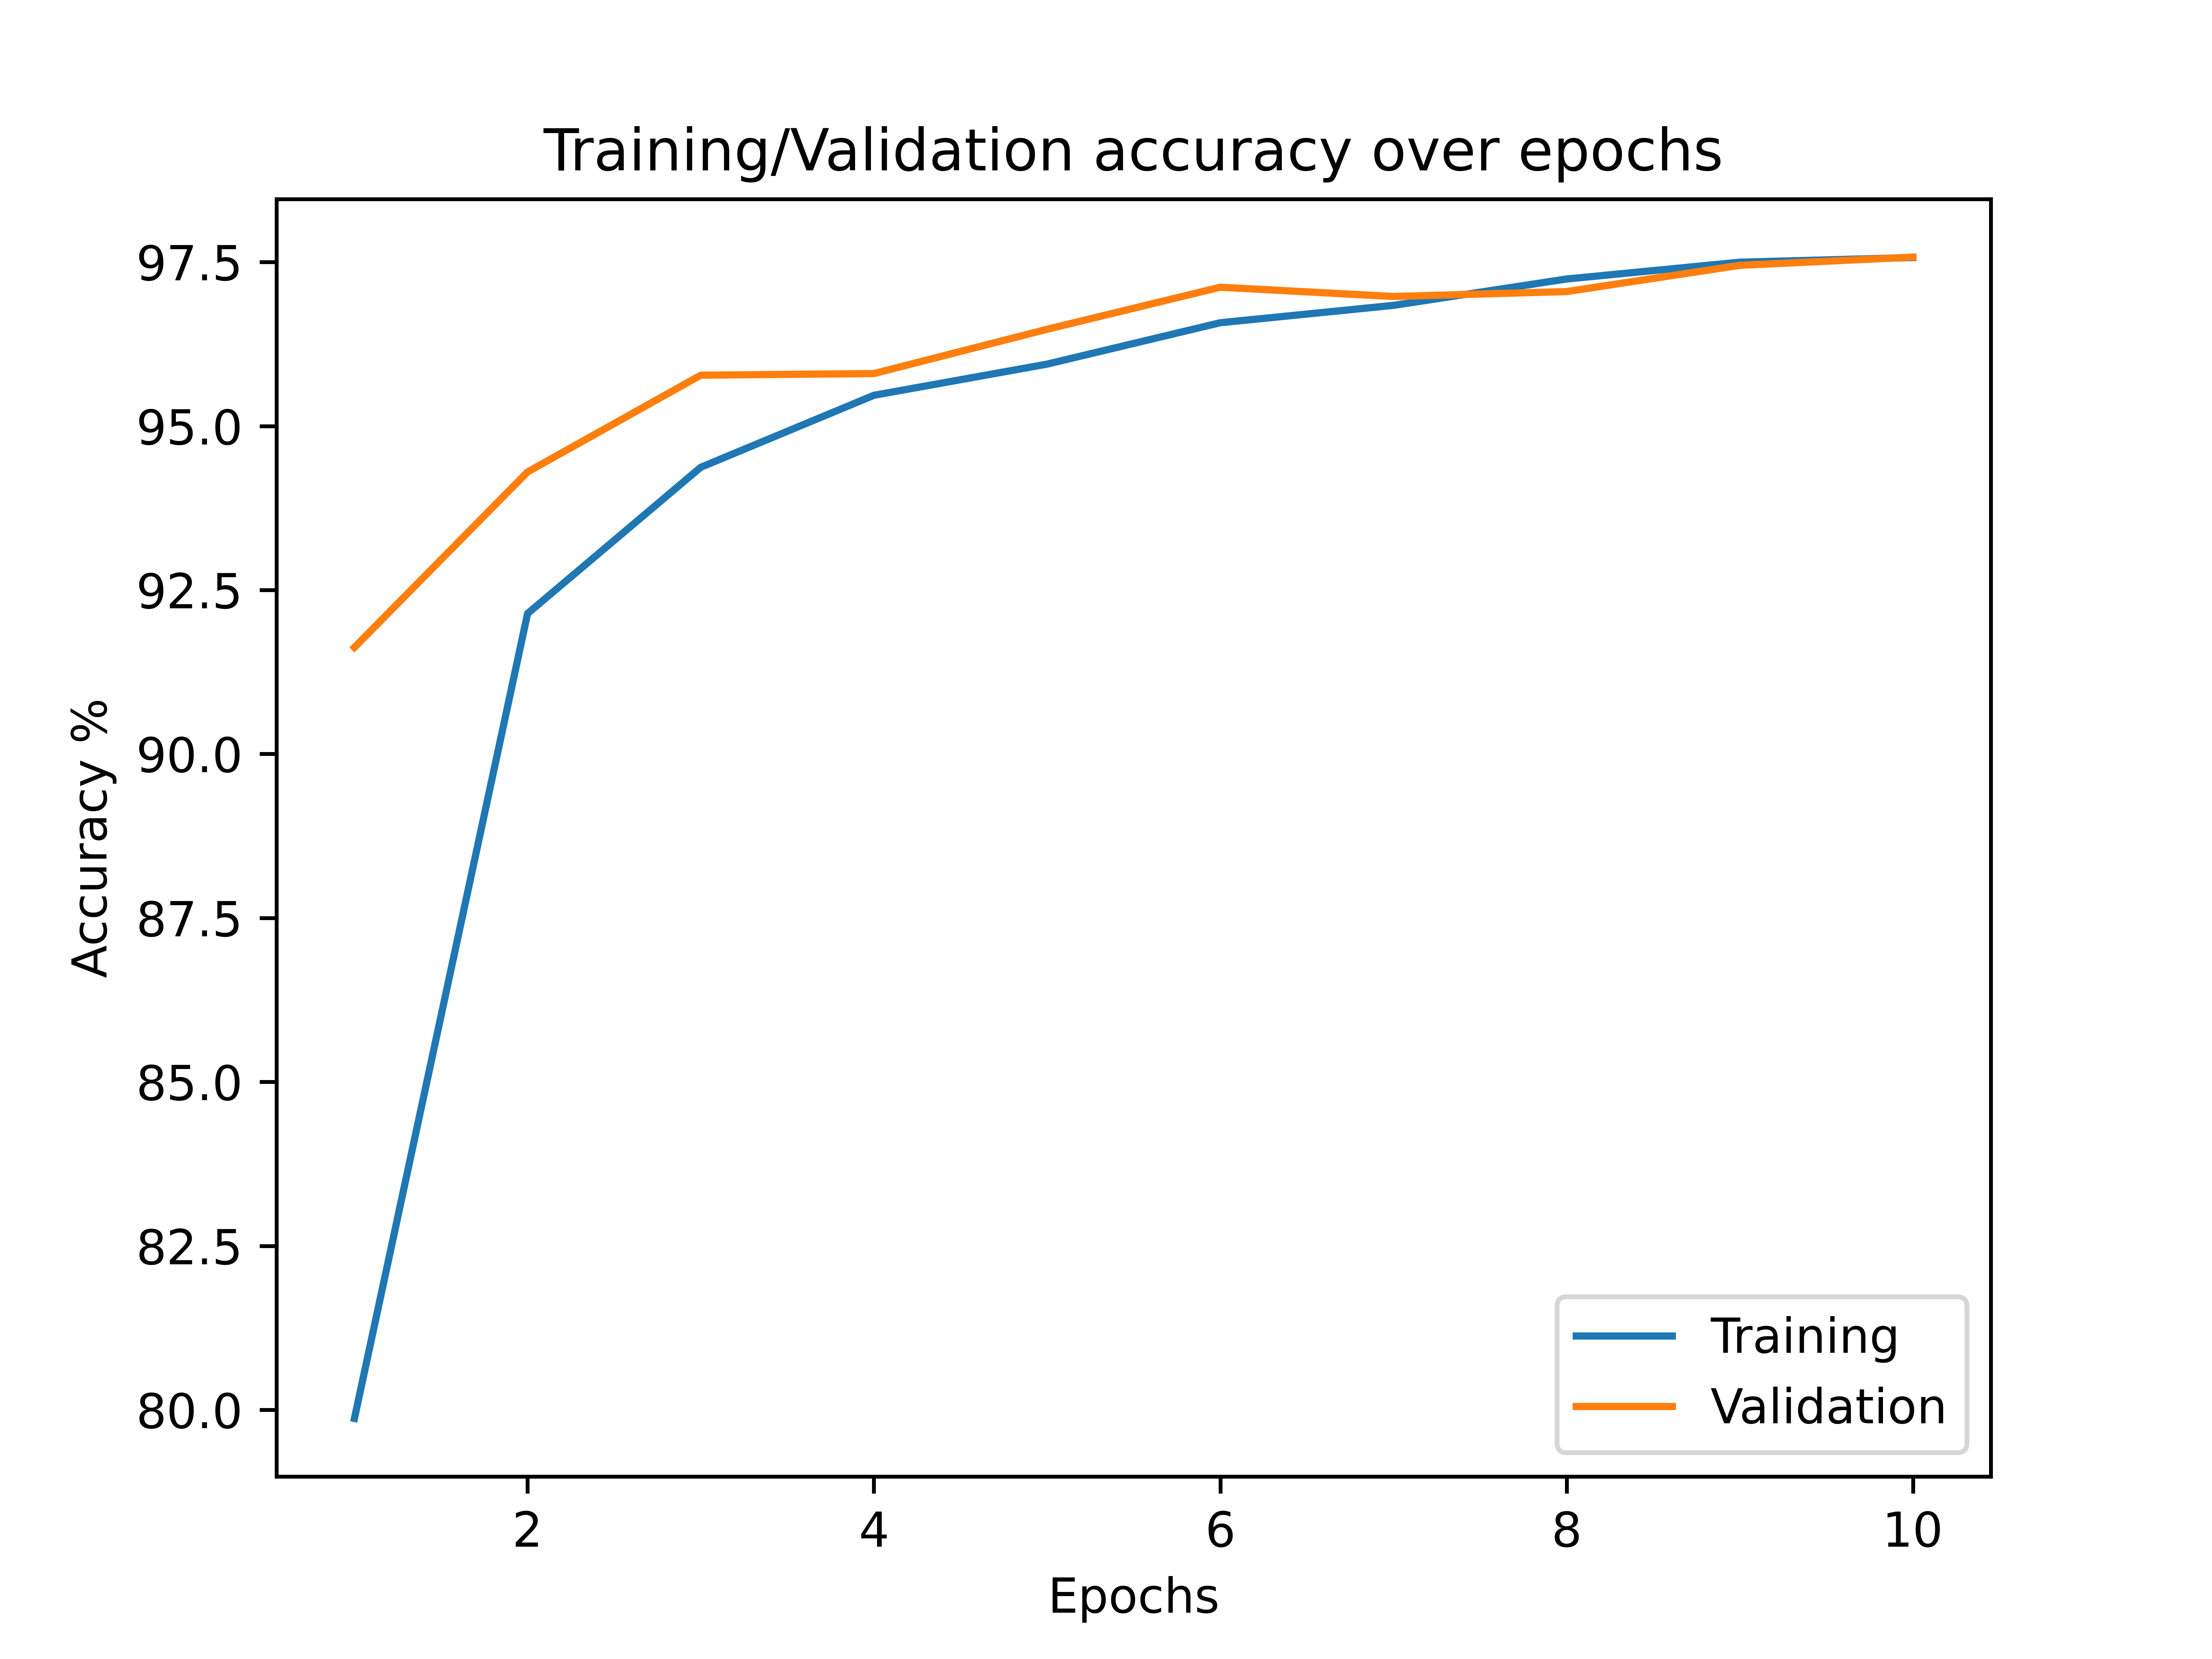 Training/Validation accuracy over epochs
97.5
95.0
92.5
90.0
87.5
85.0
82.5
80.0
Accuracy %
Training
Validation
2 4 6 8 10
Epochs